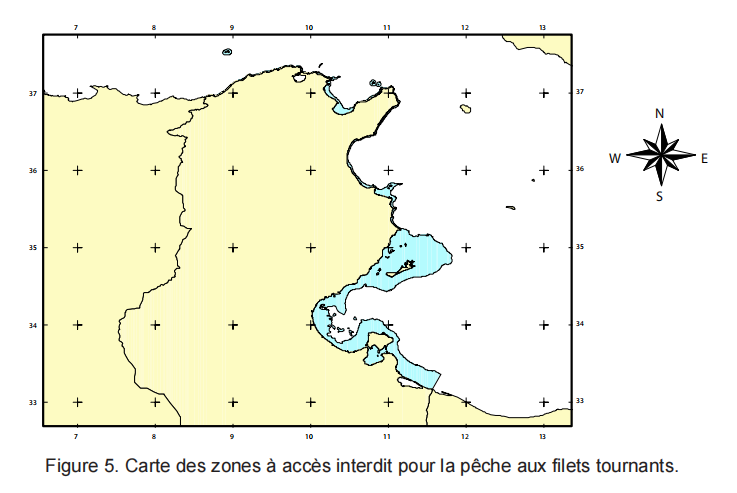 7 8 9 10 11 12 13
37 37
36 36
35 35
34 34
33 33
7 8 9 10 11 12 13
N
W E
S
Figure 5. Carte des zones à accès interdit pour la pêche aux filets tournants.